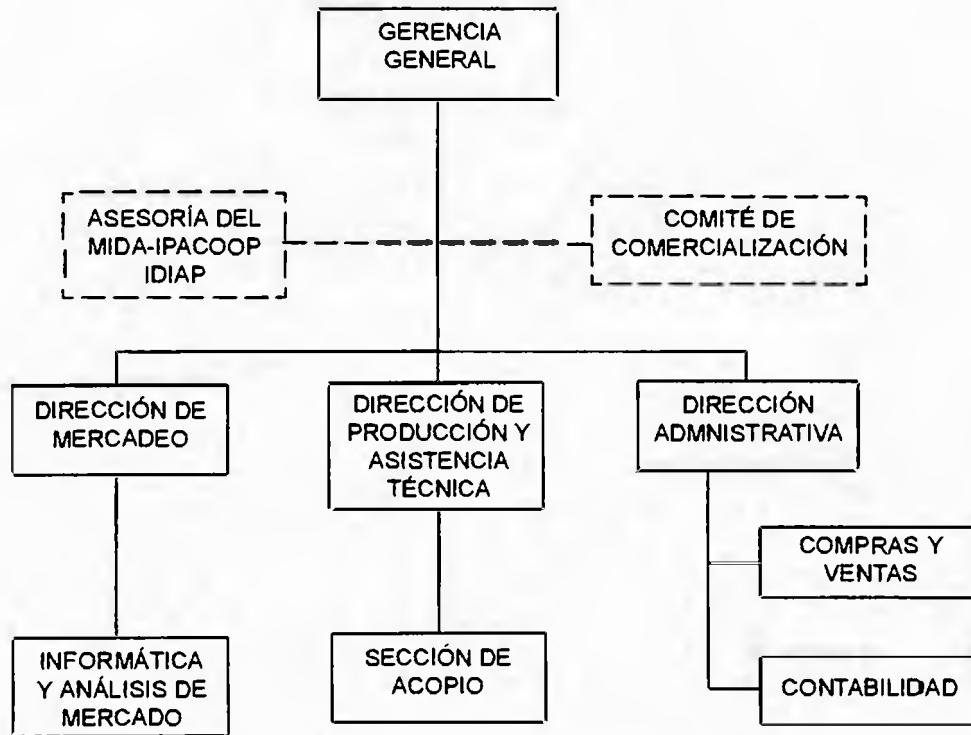 GERENCIA
GENERAL
ASESORÍA DEL
MIDA-IPACOOP
IDIAP
COMITÉ DE
COMERCIALIZACIÓN
DIRECCIÓN DE
MERCADEO
DIRECCIÓN DE
PRODUCCIÓN Y
ASISTENCIA
TÉCNICA
DIRECCIÓN
ADMNISTRATIVA
COMPRAS Y
VENTAS
INFORMÁTICA
Y ANÁLISIS DE
MERCADO
SECCIÓN DE
ACOPIO
CONTABILIDAD